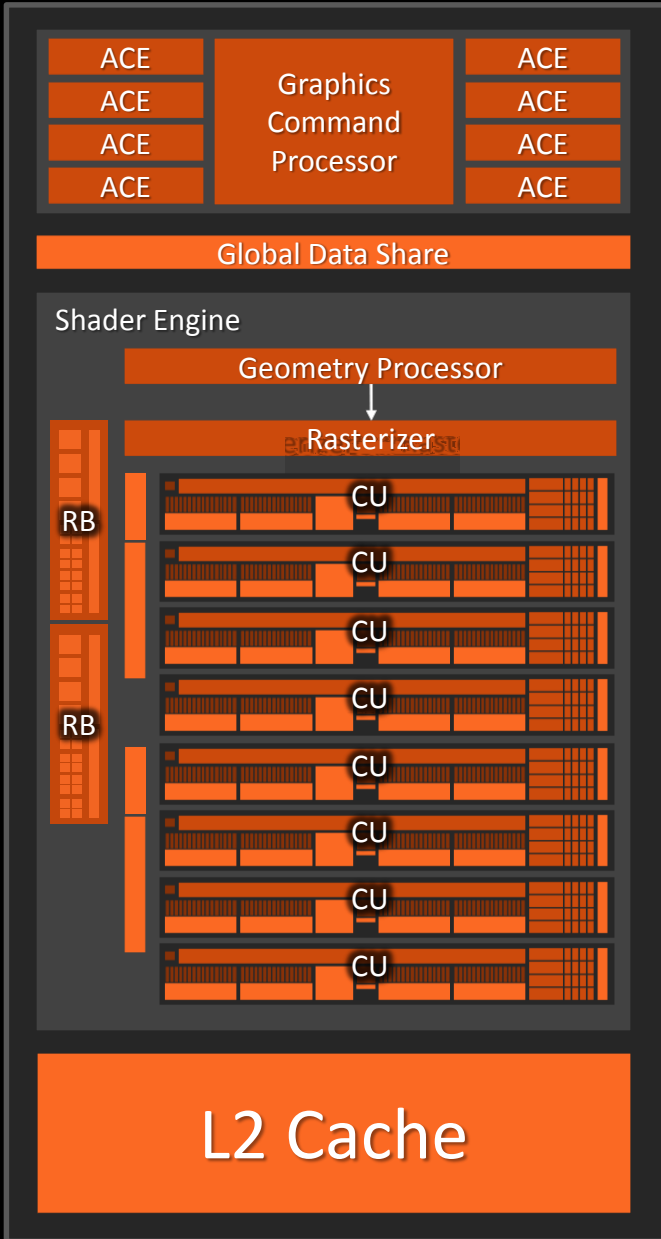 ACE
ACE
ACE
ACE
Graphics
Command
Processor
ACE
ACE
ACE
ACE
Global Data Share
Shader Engine
Geometry Processor
Rasterizer
RB
RB
CU
CU
CU
CU
CU
CU
CU
CU
L2 Cache